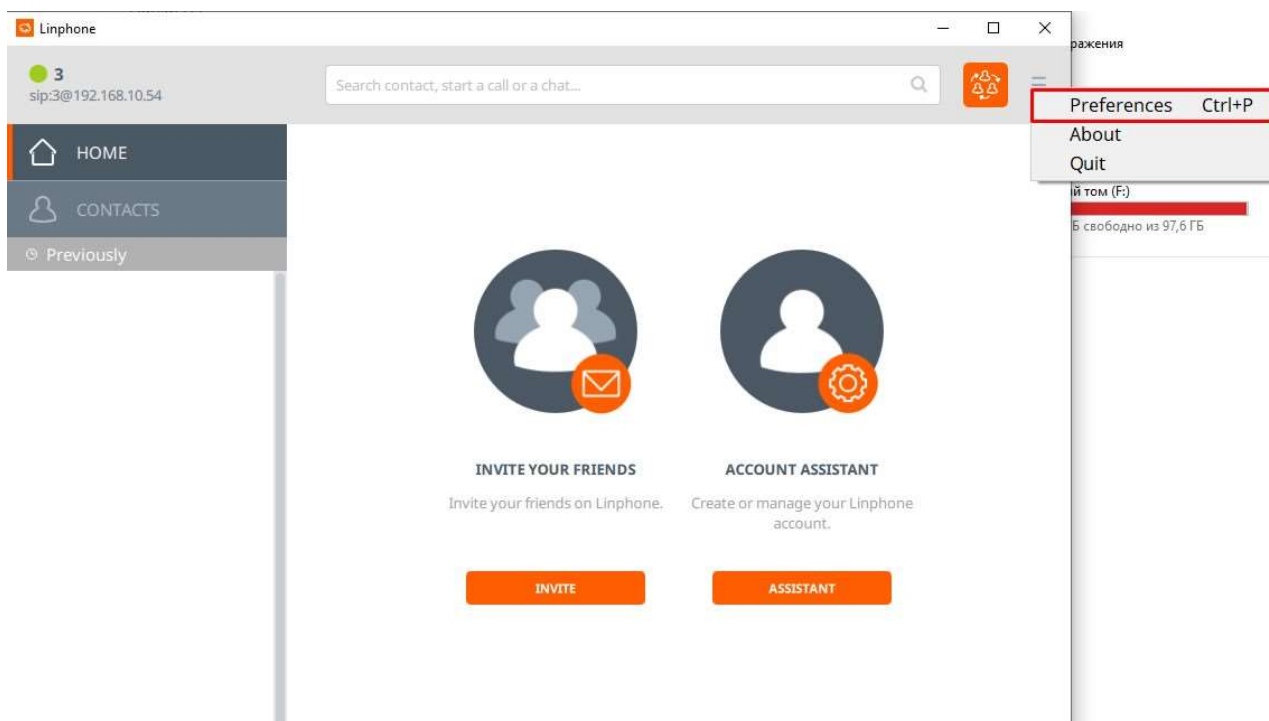 Linphone
3
sip:3@192.168.10.54
Search contact, start a call or a chat...
HOME
CONTACTS
Previously
INVITE YOUR FRIENDS
Invite your friends on Linphone.
INVITE
ACCOUNT ASSISTANT
Create or manage your Linphone
account.
ASSISTANT
Preferences Ctrl+P
About
Quit
ражения
й том (F:)
Б свободно из 97,6 ГБ